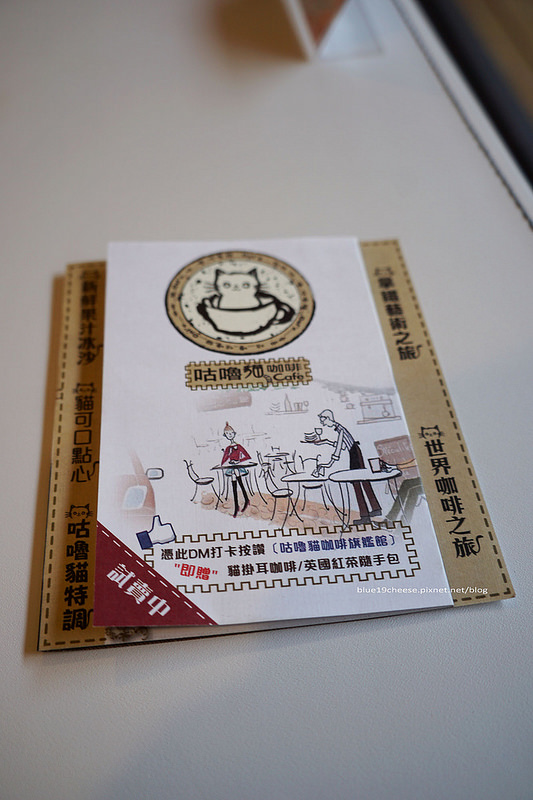 咕嚕貓咖啡
Cafe
憑此DM打卡按讚〔咕嚕貓咖啡旗艦館〕
"即贈" 貓掛耳咖啡/英國紅茶隨手包
試賣中
新鮮果汁冰沙
貓可口點心
咕嚕貓特調
拿鐵藝術之旅
世界咖啡之旅
blue19cheese.pixnet.net/blog